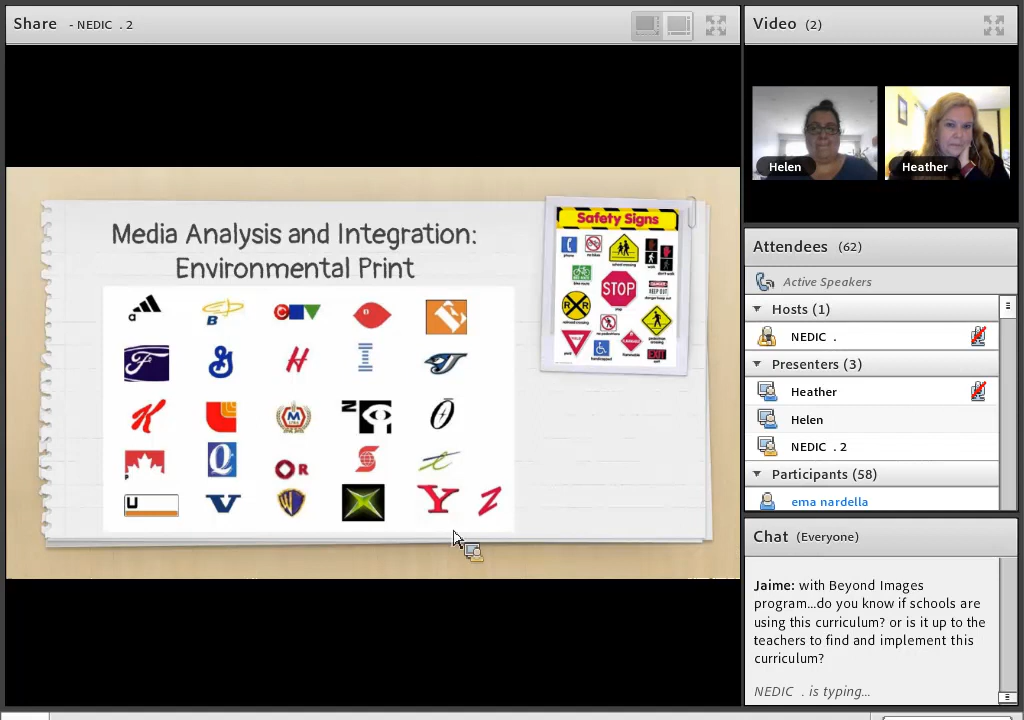 Share - NEDIC . 2
Media Analysis and Integration:
Environmental Print
Safety Signs
STOP
Video (2)
Helen
Heather
Attendees (62)
Active Speakers
Hosts (1)
NEDIC .
Presenters (3)
Heather
Helen
NEDIC . 2
Participants (58)
ema nardella
Chat (Everyone)
Jaime: with Beyond Images
program...do you know if schools are
using this curriculum? or is it up to the
teachers to find and implement this
curriculum?
NEDIC . is typing...